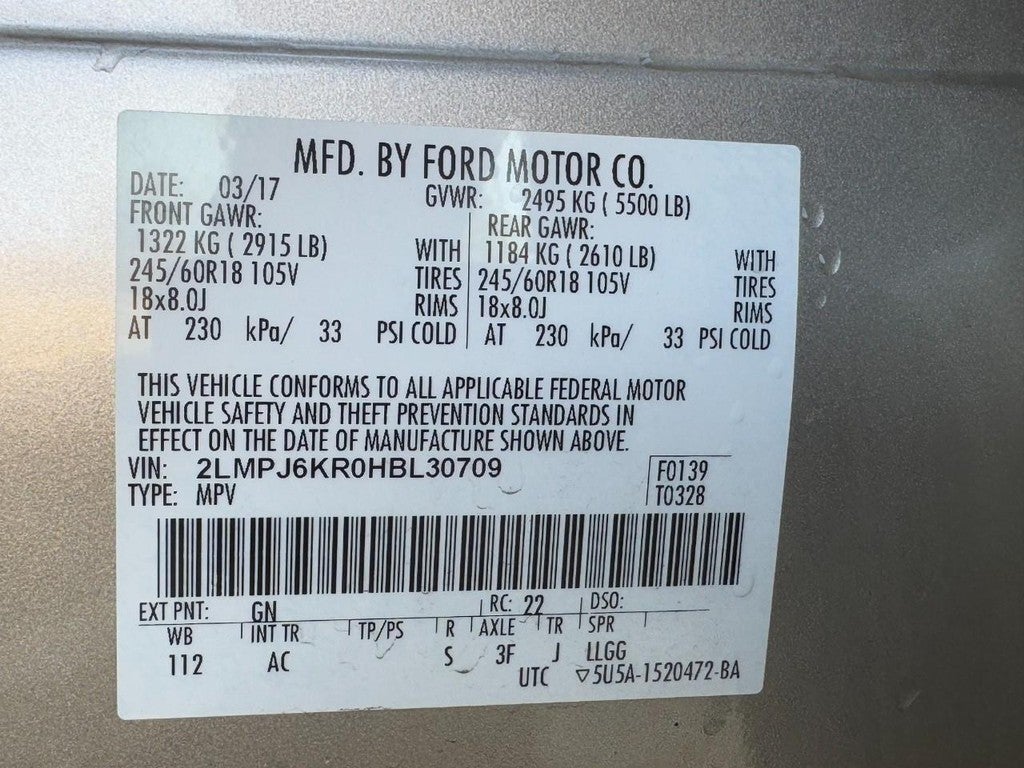 MFD. BY FORD MOTOR CO.
DATE: 03/17 GVWR: 2495 KG ( 5500 LB)
FRONT GAWR: REAR GAWR:
1322 KG ( 2915 LB) WITH 1184 KG ( 2610 LB) WITH
245/60R18 105V TIRES 245/60R18 105V TIRES
18x8.0J RIMS 18x8.0J RIMS
AT 230 kPa/ 33 PSI COLD AT 230 kPa/ 33 PSI COLD
THIS VEHICLE CONFORMS TO ALL APPLICABLE FEDERAL MOTOR
VEHICLE SAFETY AND THEFT PREVENTION STANDARDS IN
EFFECT ON THE DATE OF MANUFACTURE SHOWN ABOVE.
VIN: 2LMPJ6KR0HBL30709 F0139
TYPE: MPV T0328
EXT PNT: GN RC: 22 DSO:
WB INT TR TP/PS R AXLE TR SPR
112 AC S 3F J LLGG
UTC ▽5U5A-1520472-BA